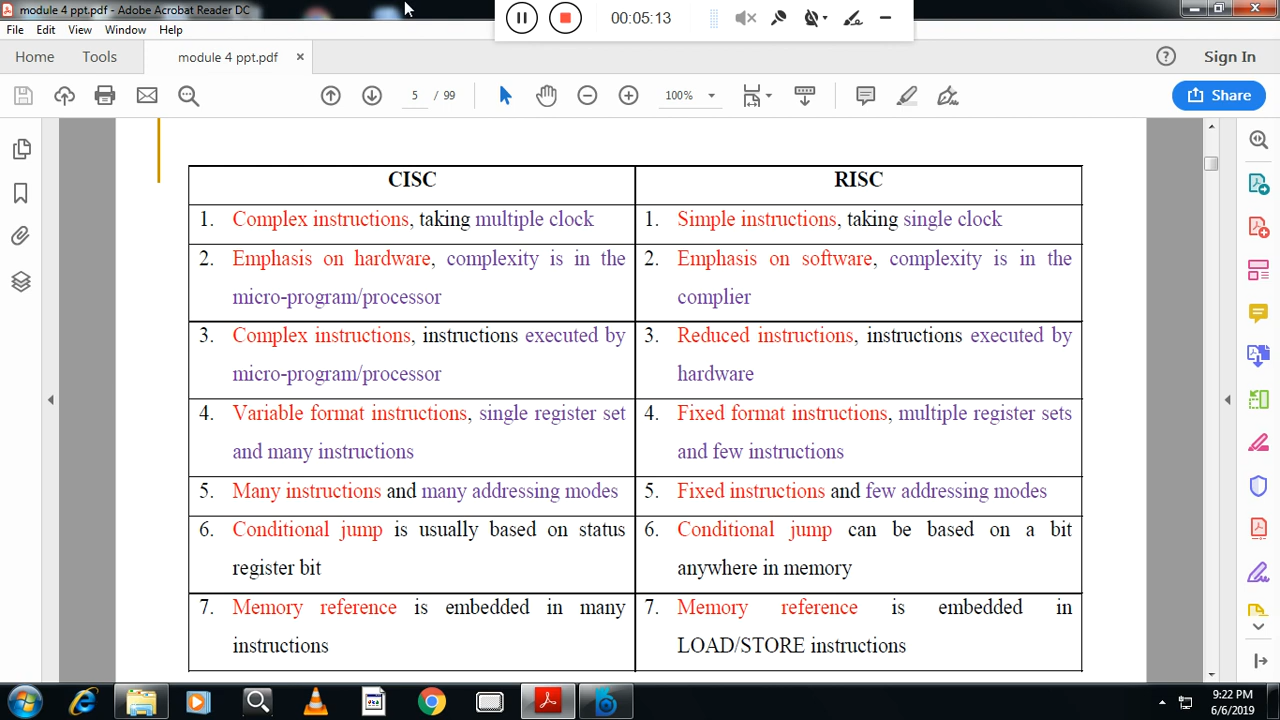 module 4 ppt.pdf - Adobe Acrobat Reader DC
00:05:13
File Edit View Window Help
Home Tools module 4 ppt.pdf × Sign In
5 / 99 100% Share
CISC RISC
1. Complex instructions, taking multiple clock
1. Simple instructions, taking single clock
2. Emphasis on hardware, complexity is in the
micro-program/processor
2. Emphasis on software, complexity is in the
complier
3. Complex instructions, instructions executed by
micro-program/processor
3. Reduced instructions, instructions executed by
hardware
4. Variable format instructions, single register set
and many instructions
4. Fixed format instructions, multiple register sets
and few instructions
5. Many instructions and many addressing modes
5. Fixed instructions and few addressing modes
6. Conditional jump is usually based on status
register bit
6. Conditional jump can be based on a bit
anywhere in memory
7. Memory reference is embedded in many
instructions
7. Memory reference is embedded in
LOAD/STORE instructions
9:22 PM
6/6/2019